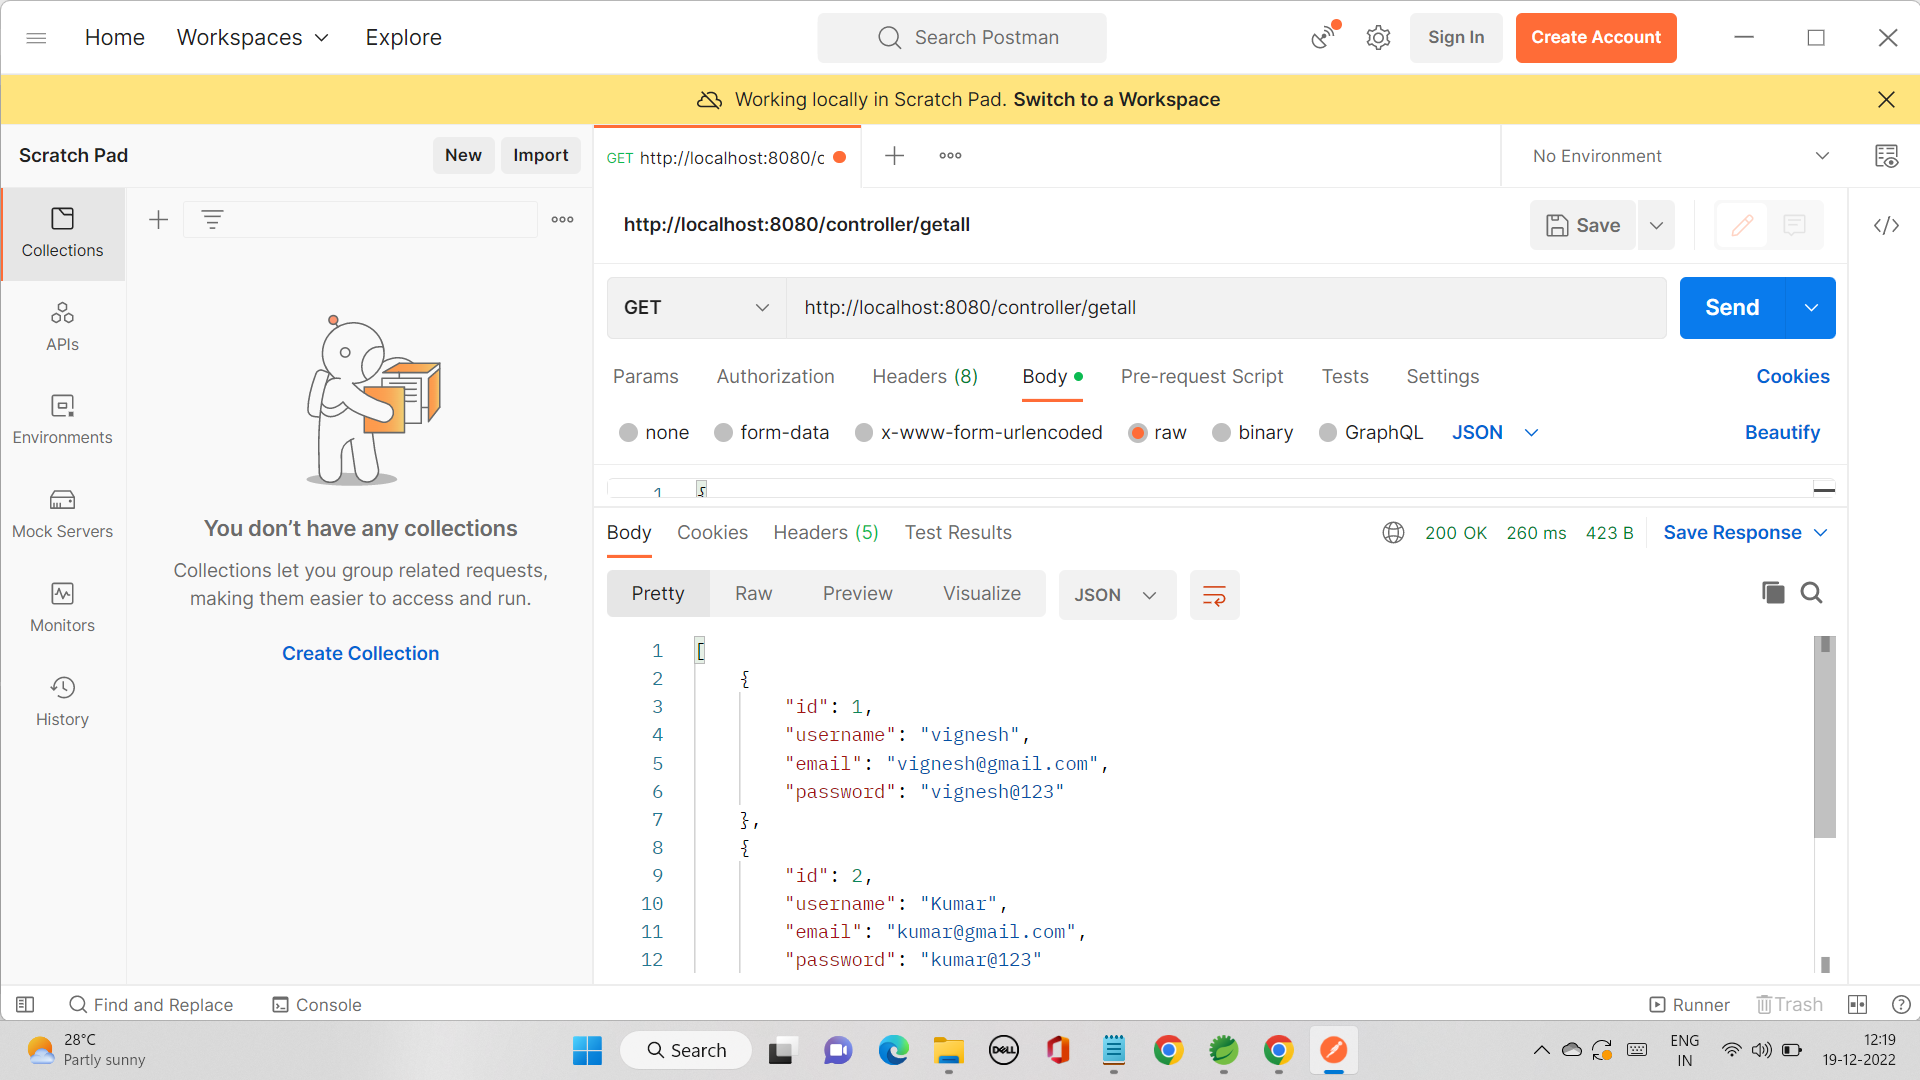 Home Workspaces Explore Search Postman Sign In Create Account
Working locally in Scratch Pad. Switch to a Workspace
Scratch Pad New Import GET http://localhost:8080/c No Environment
http://localhost:8080/controller/getall Save
Collections
GET http://localhost:8080/controller/getall Send
APIs
Params Authorization Headers (8) Body Pre-request Script Tests Settings Cookies
Environments
none form-data x-www-form-urlencoded raw binary GraphQL JSON Beautify
1 {
Mock Servers
You don’t have any collections
Collections let you group related requests,
making them easier to access and run.
Create Collection
Monitors
History
Body Cookies Headers (5) Test Results 200 OK 260 ms 423 B Save Response
Pretty Raw Preview Visualize JSON
1 [
2 {
3 "id": 1,
4 "username": "vignesh",
5 "email": "vignesh@gmail.com",
6 "password": "vignesh@123"
7 },
8 {
9 "id": 2,
10 "username": "Kumar",
11 "email": "kumar@gmail.com",
12 "password": "kumar@123"
Find and Replace Console Runner Trash
28°C
Partly sunny
Search
DELL
ENG
IN
12:19
19-12-2022